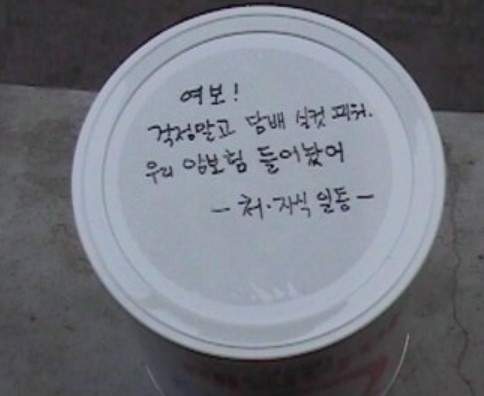 여보!
걱정말고 담배 실컷 펴워.
우리 암보험 들어놨어
- 처·자식 일동 -